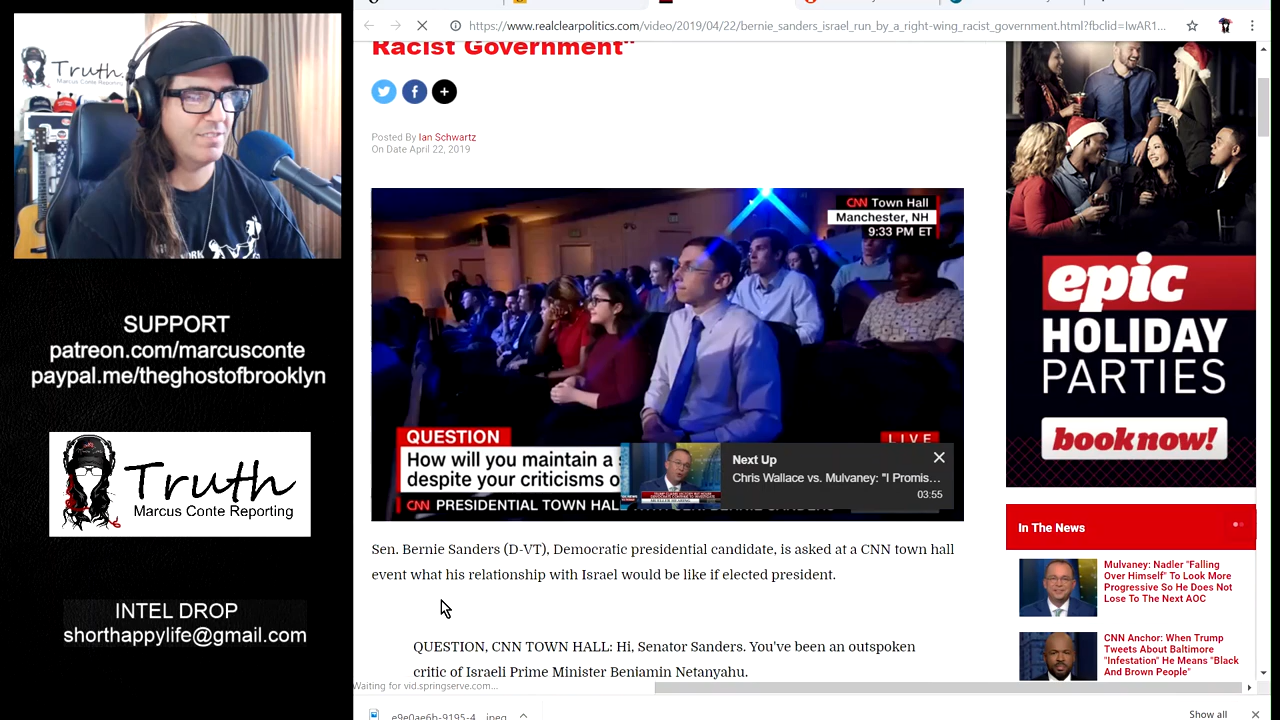 Truth.
Marcus Conte Reporting
SUPPORT
patreon.com/marcusconte
paypal.me/theghostofbrooklyn
Truth
Marcus Conte Reporting
INTEL DROP
shorthappylife@gmail.com
https://www.realclearpolitics.com/video/2019/04/22/bernie_sanders_israel_run_by_a_right-wing_racist_government.html?fbclid=IwAR1...
Racist Government"
Posted By Ian Schwartz
On Date April 22, 2019
CNN Town Hall
Manchester, NH
9:33 PM ET
QUESTION
How will you maintain a
despite your criticisms o
LIVE
CNN PRESIDENTIAL TOWN HAL
Next Up
Chris Wallace vs. Mulvaney: "I Promis...
03:55
Sen. Bernie Sanders (D-VT), Democratic presidential candidate, is asked at a CNN town hall
event what his relationship with Israel would be like if elected president.
QUESTION, CNN TOWN HALL: Hi, Senator Sanders. You've been an outspoken
critic of Israeli Prime Minister Benjamin Netanyahu.
Waiting for vid.springserve.com...
epic
HOLIDAY
PARTIES
book now!
In The News
Mulvaney: Nadler "Falling
Over Himself" To Look More
Progressive So He Does Not
Lose To The Next AOC
CNN Anchor: When Trump
Tweets About Baltimore
"Infestation" He Means "Black
And Brown People"
e9e0ae6b-9195-4....jpeg
Show all